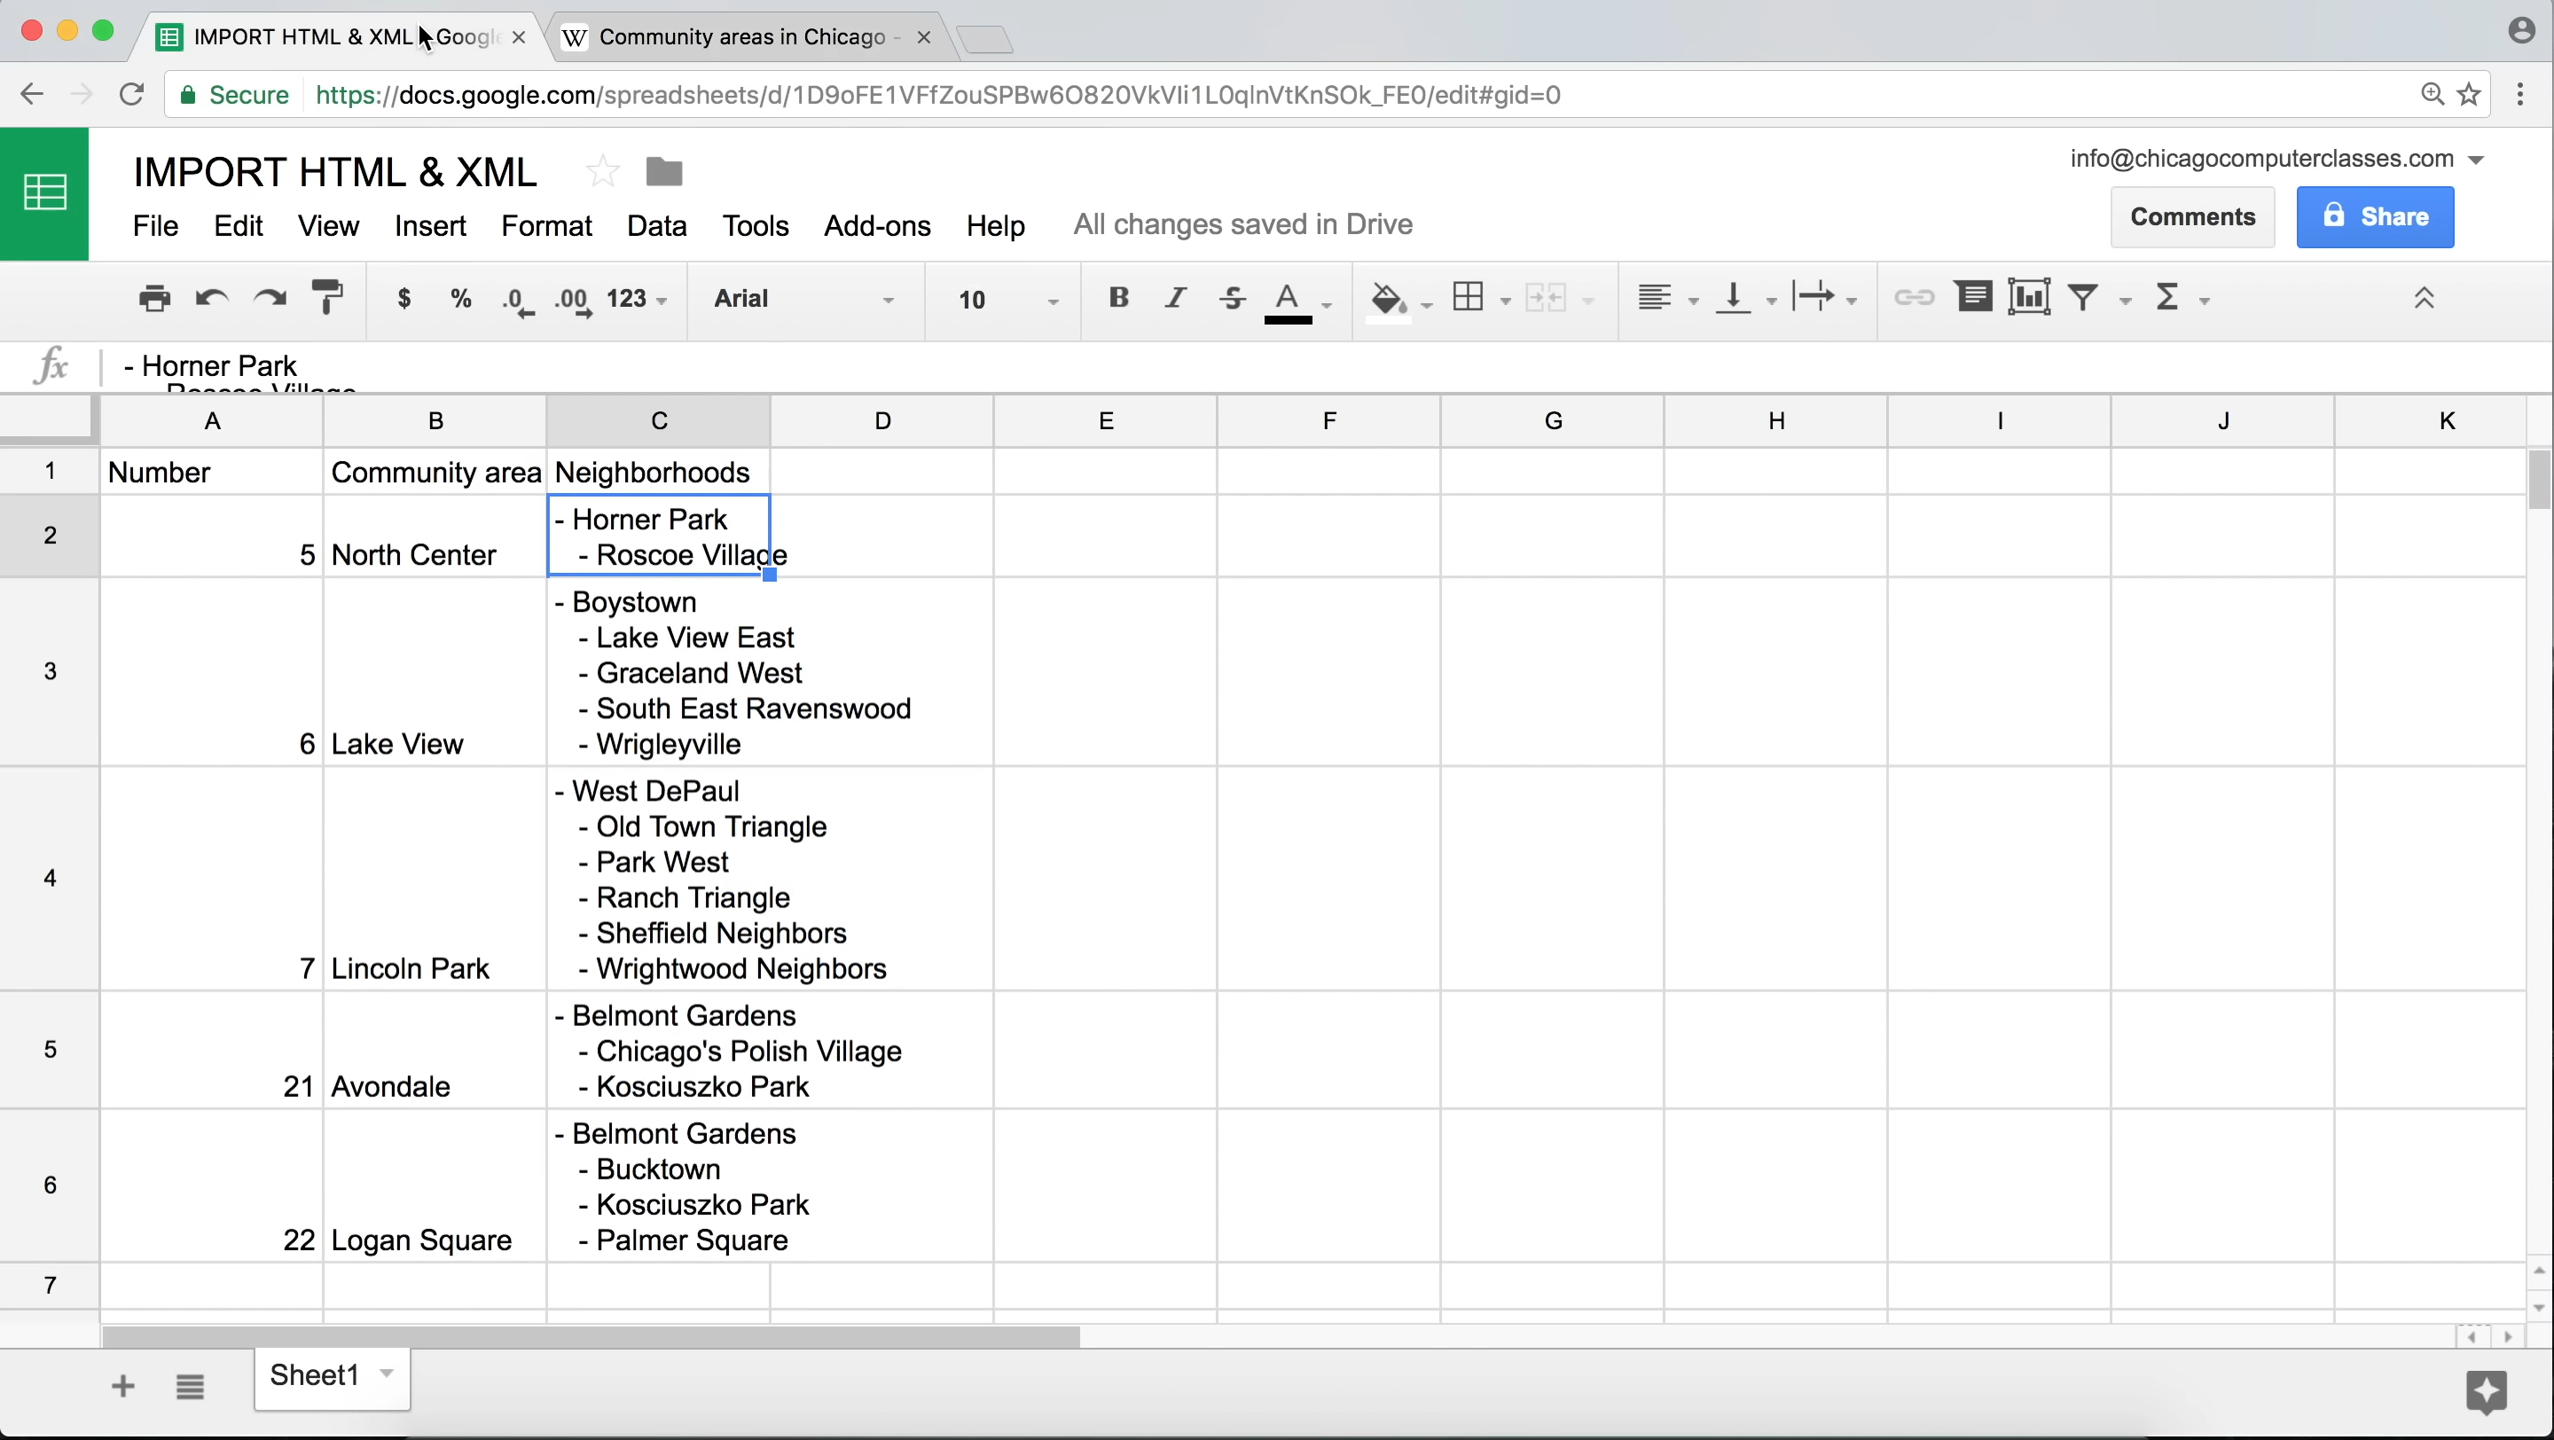 IMPORT HTML & XML - Google
Community areas in Chicago -
Secure https://docs.google.com/spreadsheets/d/1D9oFE1VFfZouSPBw6O820VkVIi1L0qlnVtKnSOk_FE0/edit#gid=0
IMPORT HTML & XML
info@chicagocomputerclasses.com
File Edit View Insert Format Data Tools Add-ons Help All changes saved in Drive
Comments Share
$ % .0 .00 123 Arial 10 B I S A Σ
fx - Horner Park
- Roscoe Village
A B C D E F G H I J K
1 Number Community area Neighborhoods
- Horner Park
2 5 North Center - Roscoe Village
- Boystown
- Lake View East
3 - Graceland West
- South East Ravenswood
6 Lake View - Wrigleyville
- West DePaul
- Old Town Triangle
- Park West
4 - Ranch Triangle
- Sheffield Neighbors
7 Lincoln Park - Wrightwood Neighbors
- Belmont Gardens
5 - Chicago's Polish Village
21 Avondale - Kosciuszko Park
- Belmont Gardens
6 - Bucktown
- Kosciuszko Park
22 Logan Square - Palmer Square
7
Sheet1